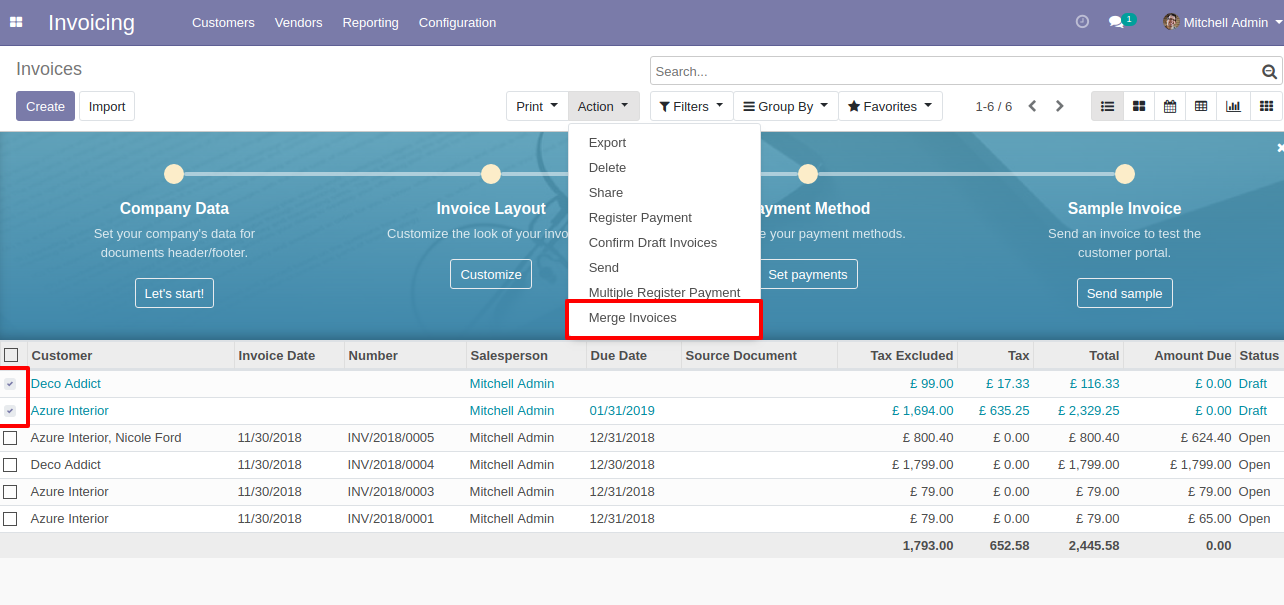 Invoicing Customers Vendors Reporting Configuration 1 Mitchell Admin
Invoices Search...
Create Import Print Action Filters Group By Favorites 1-6 / 6
Export
Delete
Share
Register Payment
Confirm Draft Invoices
Send
Multiple Register Payment
Merge Invoices
Company Data
Set your company's data for
documents header/footer.
Let's start!
Invoice Layout
Customize the look of your invo
Customize
ayment Method
e your payment methods.
Set payments
Sample Invoice
Send an invoice to test the
customer portal.
Send sample
Customer Invoice Date Number Salesperson Due Date Source Document Tax Excluded Tax Total Amount Due Status
Deco Addict Mitchell Admin £ 99.00 £ 17.33 £ 116.33 £ 0.00 Draft
Azure Interior Mitchell Admin 01/31/2019 £ 1,694.00 £ 635.25 £ 2,329.25 £ 0.00 Draft
Azure Interior, Nicole Ford 11/30/2018 INV/2018/0005 Mitchell Admin 12/31/2018 £ 800.40 £ 0.00 £ 800.40 £ 624.40 Open
Deco Addict 11/30/2018 INV/2018/0004 Mitchell Admin 12/30/2018 £ 1,799.00 £ 0.00 £ 1,799.00 £ 1,799.00 Open
Azure Interior 11/30/2018 INV/2018/0003 Mitchell Admin 12/31/2018 £ 79.00 £ 0.00 £ 79.00 £ 79.00 Open
Azure Interior 11/30/2018 INV/2018/0001 Mitchell Admin 12/31/2018 £ 79.00 £ 0.00 £ 79.00 £ 65.00 Open
1,793.00 652.58 2,445.58 0.00